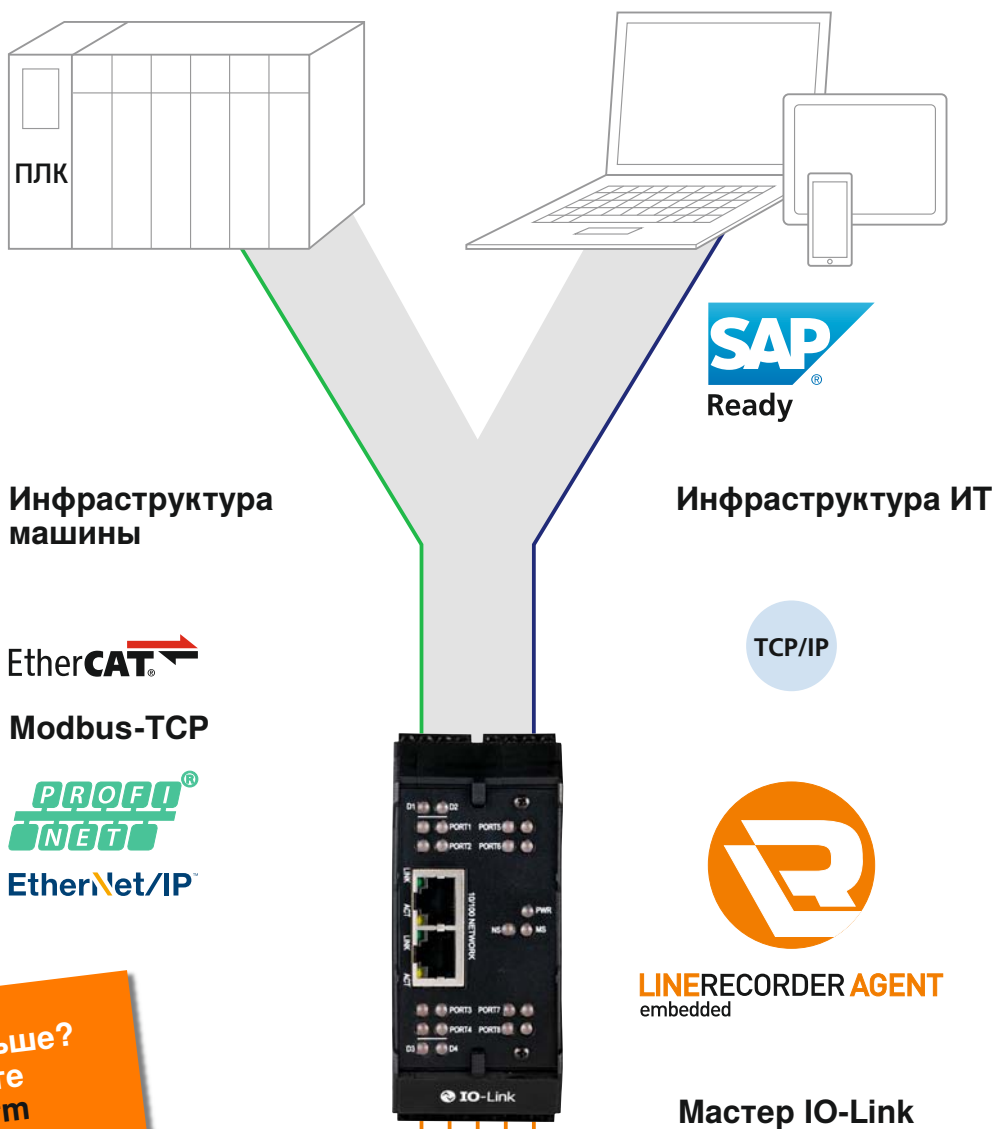 ПЛК
SAP
®
Ready
Инфраструктура
машины
Инфраструктура ИТ
EtherCAT®
TCP/IP
Modbus-TCP
PROFI®
NET
EtherNet/IP™
LINERECORDER AGENT
embedded
D1 D2
PORT1 PORT5
PORT2 PORT6
LINK
ACT
LINK
ACT
10/100 NETWORK
PWR
NS MS
PORT3 PORT7
PORT4 PORT8
D3 D4
IO-Link
Мастер IO-Link